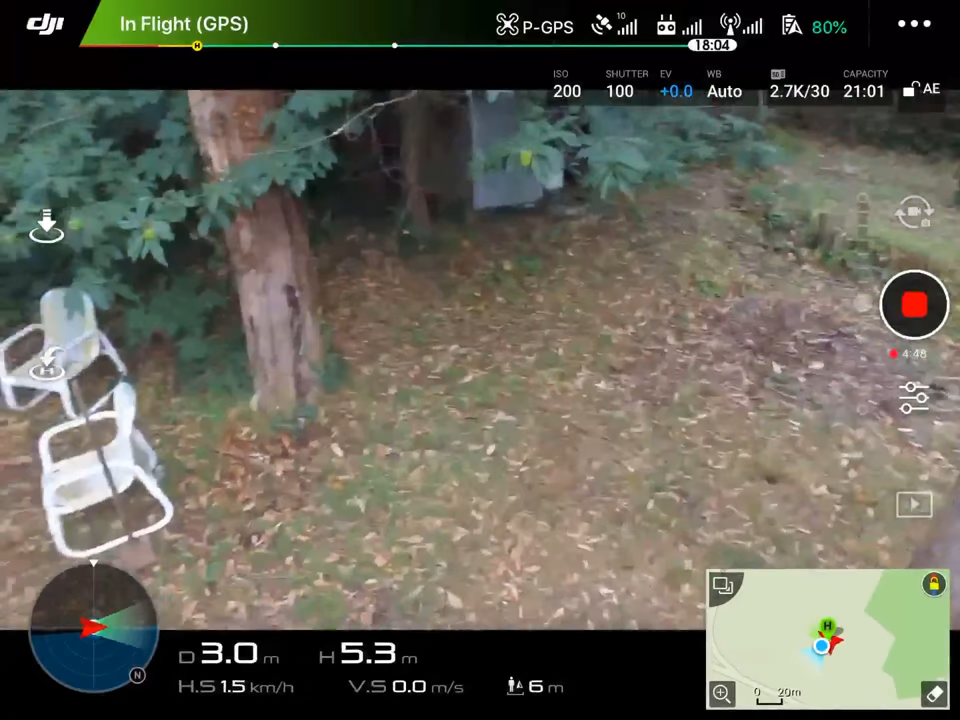 dji In Flight (GPS) P-GPS 10 80%
H 18:04
ISO SHUTTER EV WB SD CAPACITY
200 100 +0.0 Auto 2.7K/30 21:01 AE
4:48
H
D 3.0 m H 5.3 m
H.S 1.5 km/h V.S 0.0 m/s 6 m
N
H
0 20m